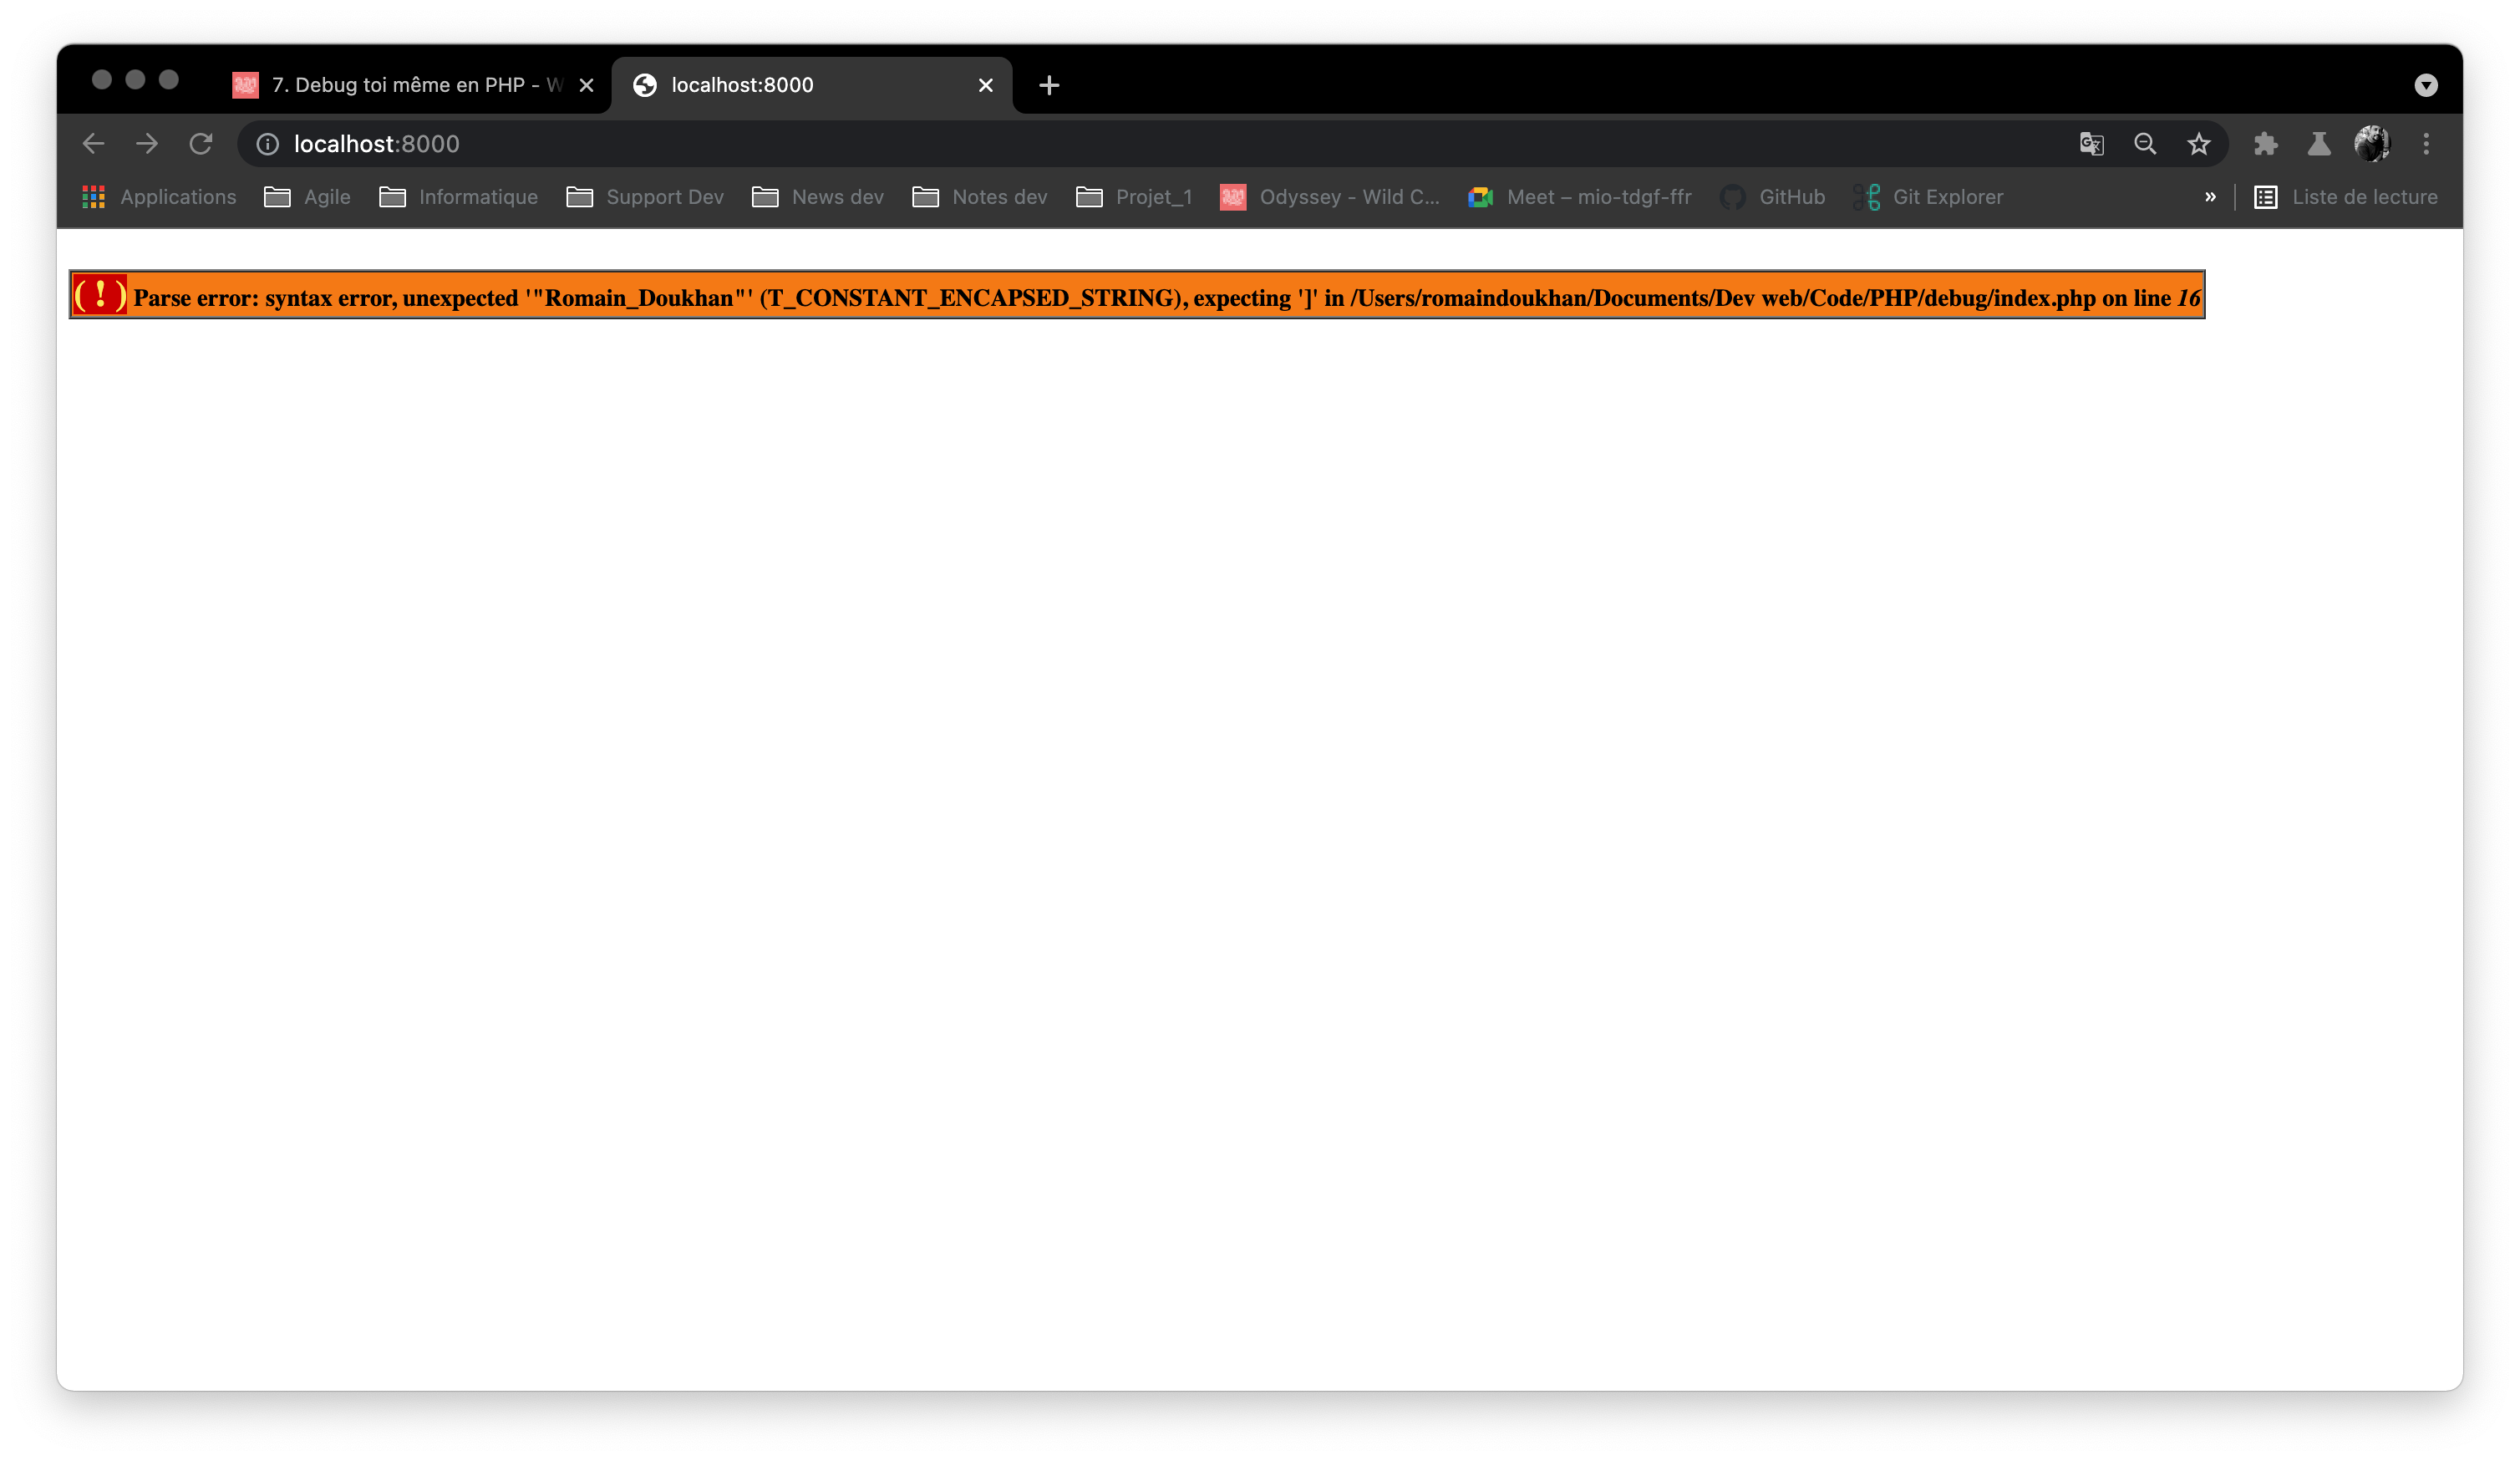 7. Debug toi même en PHP - W
localhost:8000
localhost:8000
Applications Agile Informatique Support Dev News dev Notes dev Projet_1 Odyssey - Wild C... Meet – mio-tdgf-ffr GitHub Git Explorer » Liste de lecture
( ! ) Parse error: syntax error, unexpected '"Romain_Doukhan"' (T_CONSTANT_ENCAPSED_STRING), expecting ']' in /Users/romaindoukhan/Documents/Dev web/Code/PHP/debug/index.php on line 16